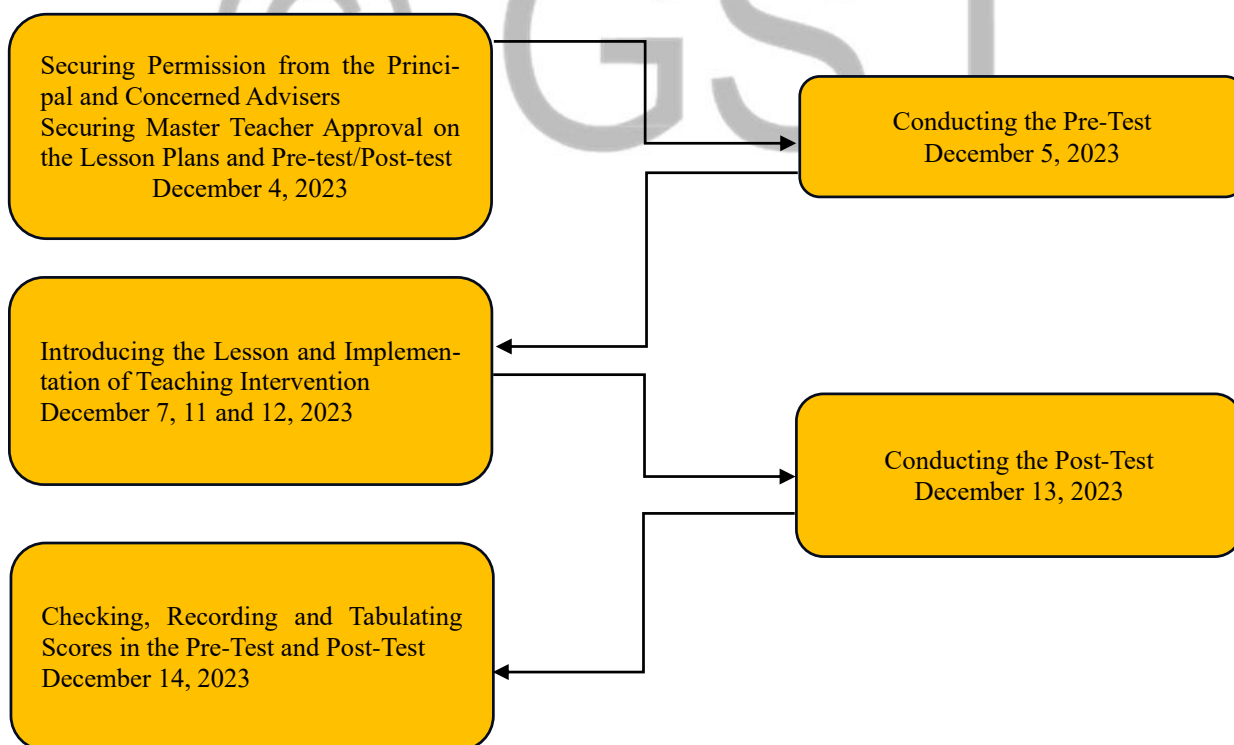 © GSJ
Securing Permission from the Princi-
pal and Concerned Advisers
Securing Master Teacher Approval on
the Lesson Plans and Pre-test/Post-test
December 4, 2023
Conducting the Pre-Test
December 5, 2023
Introducing the Lesson and Implemen-
tation of Teaching Intervention
December 7, 11 and 12, 2023
Conducting the Post-Test
December 13, 2023
Checking, Recording and Tabulating
Scores in the Pre-Test and Post-Test
December 14, 2023